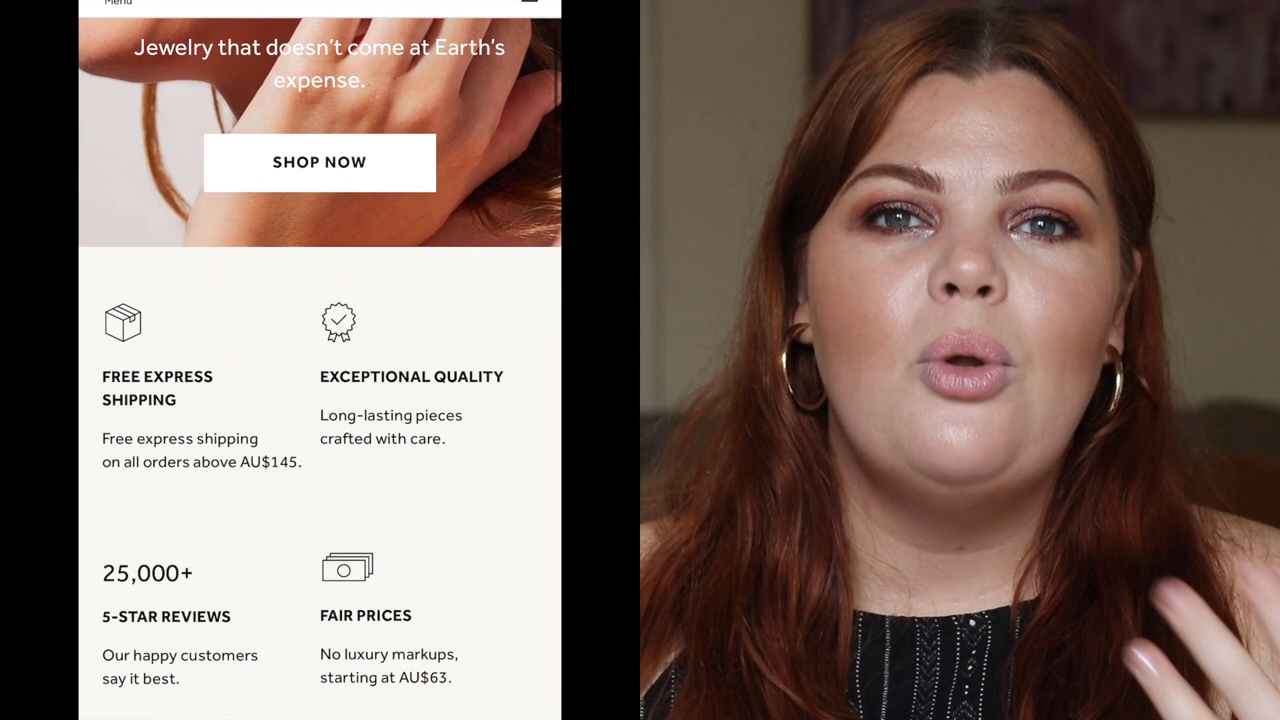 Menu
Jewelry that doesn't come at Earth's
expense.
SHOP NOW
FREE EXPRESS
SHIPPING
Free express shipping
on all orders above AU$145.
EXCEPTIONAL QUALITY
Long-lasting pieces
crafted with care.
25,000+
5-STAR REVIEWS
Our happy customers
say it best.
FAIR PRICES
No luxury markups,
starting at AU$63.